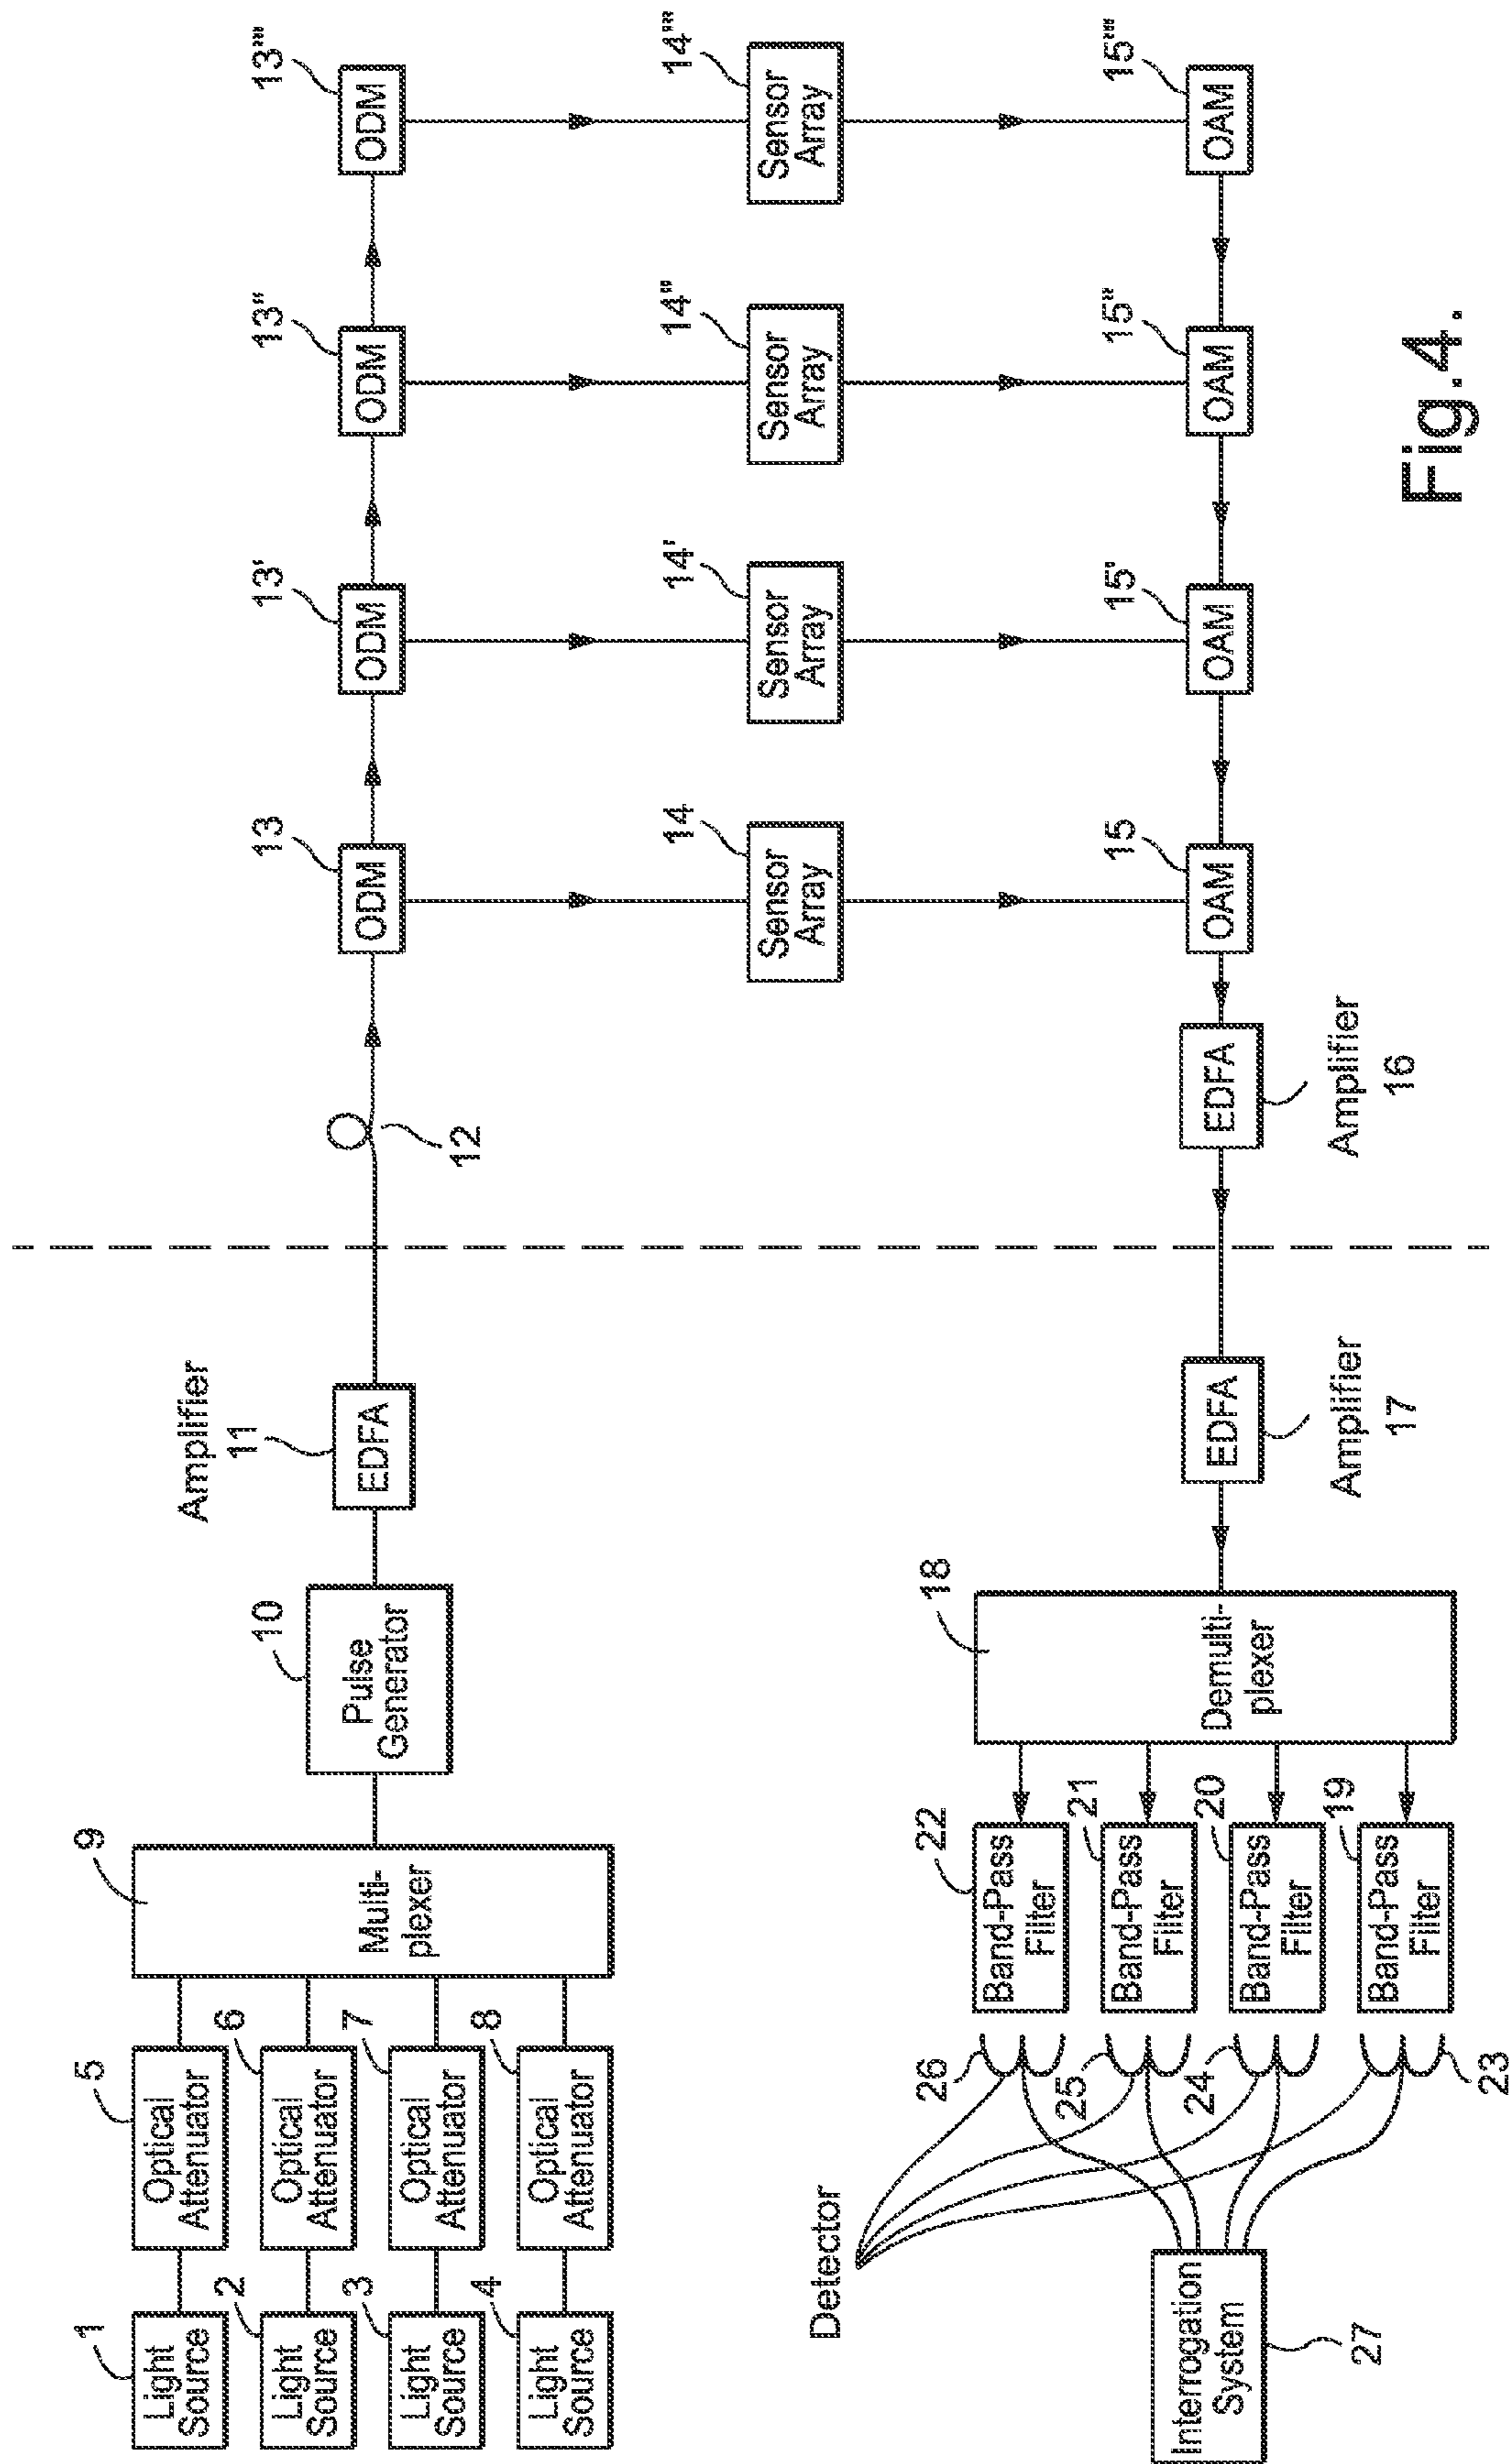 1
Light
Source
5
Optical
Attenuator
2
Light
Source
6
Optical
Attenuator
3
Light
Source
7
Optical
Attenuator
4
Light
Source
8
Optical
Attenuator
9
Multi-
plexer
10
Pulse
Generator
Amplifier
11
EDFA
12
13
ODM
13'
ODM
13"
ODM
13'''
ODM
14
Sensor
Array
14'
Sensor
Array
14"
Sensor
Array
14'''
Sensor
Array
15
OAM
15'
OAM
15"
OAM
15'''
OAM
EDFA
Amplifier
16
EDFA
Amplifier
17
18
Demulti-
plexer
22
Band-Pass
Filter
21
Band-Pass
Filter
20
Band-Pass
Filter
19
Band-Pass
Filter
26
25
24
23
Detector
Interrogation
System
27
Fig.4.